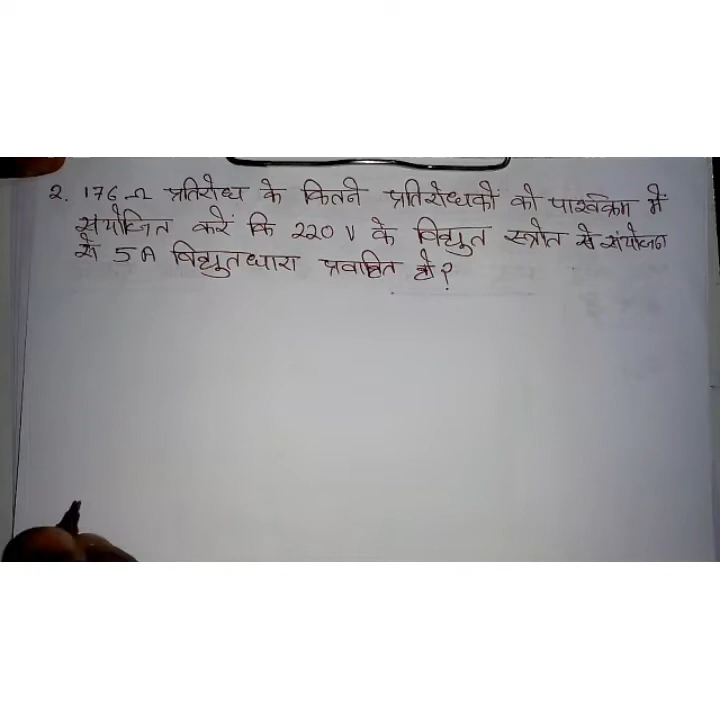 2. 176 Ω प्रतिरोध के कितने प्रतिरोधकों को पार्श्वक्रम में
संयोजित करें कि 220 V के विद्युत स्त्रोत से संयोजन
से 5A विद्युतधारा प्रवाहित हो?